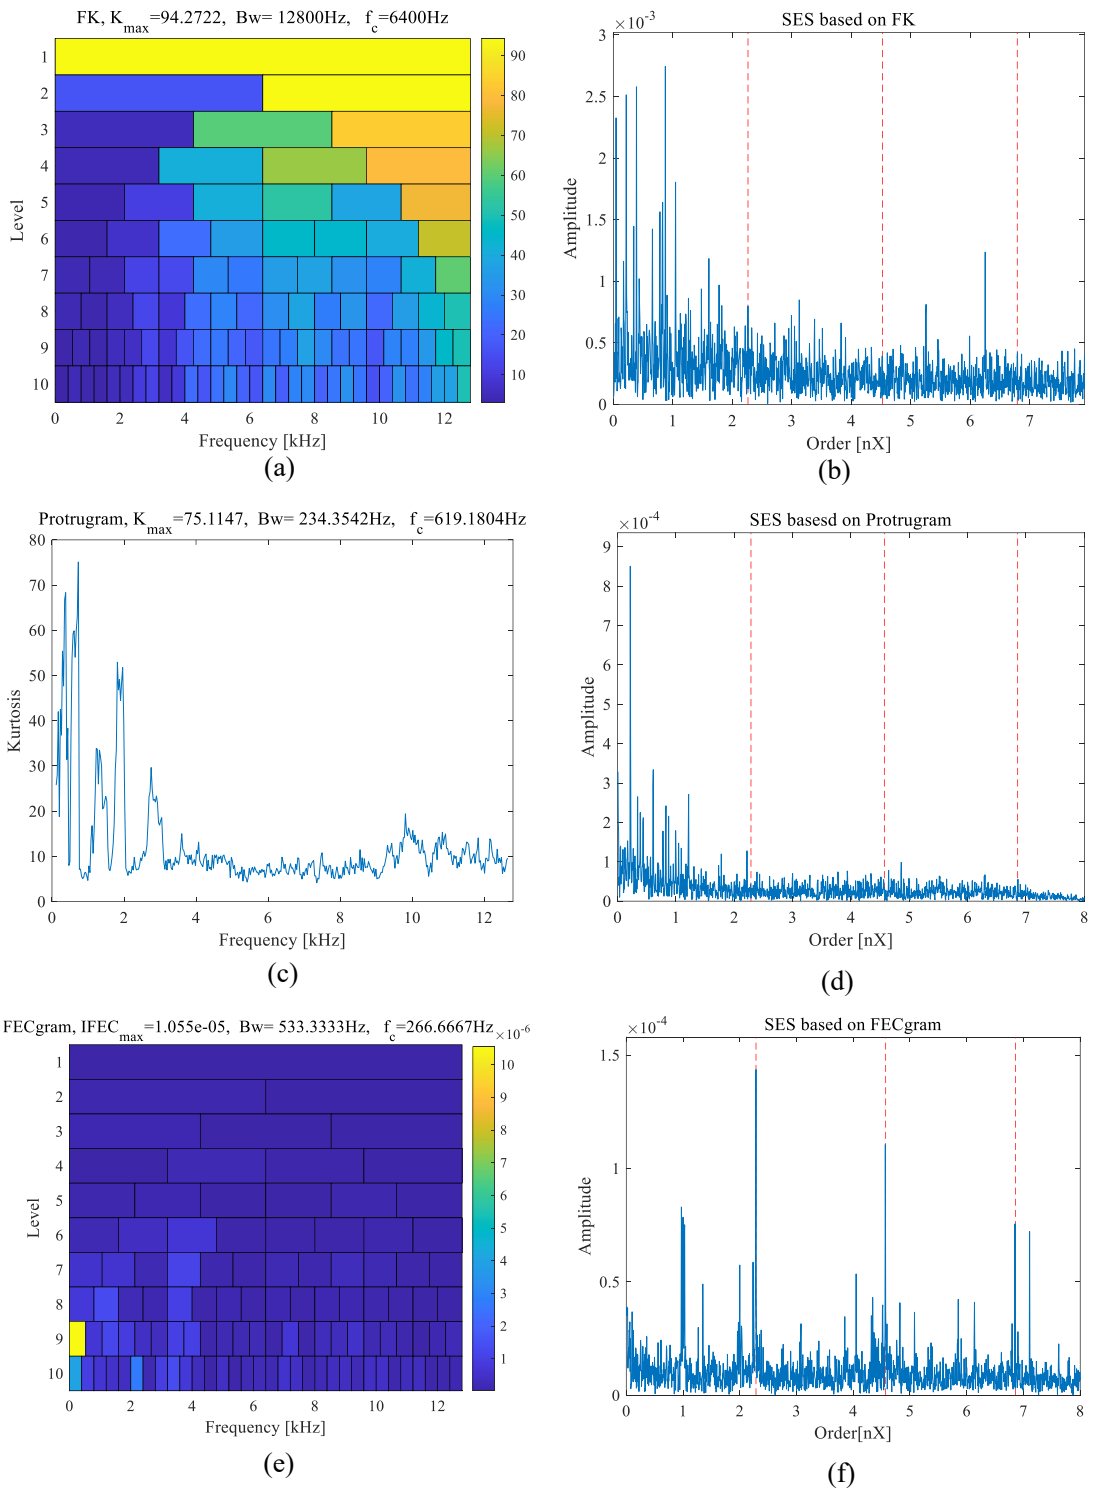 FK, Kmax=94.2722, Bw= 12800Hz, fc=6400Hz
Level
1
2
3
4
5
6
7
8
9
10
0 2 4 6 8 10 12
Frequency [kHz]
90
80
70
60
50
40
30
20
10
(a)
SES based on FK
×10-3
Amplitude
3
2.5
2
1.5
1
0.5
0
0 1 2 3 4 5 6 7
Order [nX]
(b)
Protrugram, Kmax=75.1147, Bw= 234.3542Hz, fc=619.1804Hz
Kurtosis
80
70
60
50
40
30
20
10
0
0 2 4 6 8 10 12
Frequency [kHz]
(c)
SES basesd on Protrugram
×10-4
Amplitude
9
8
7
6
5
4
3
2
1
0
0 1 2 3 4 5 6 7 8
Order [nX]
(d)
FECgram, IFECmax=1.055e-05, Bw= 533.3333Hz, fc=266.6667Hz
×10-6
Level
1
2
3
4
5
6
7
8
9
10
0 2 4 6 8 10 12
Frequency [kHz]
10
9
8
7
6
5
4
3
2
1
(e)
SES based on FECgram
×10-4
Amplitude
1.5
1
0.5
0
0 1 2 3 4 5 6 7 8
Order[nX]
(f)